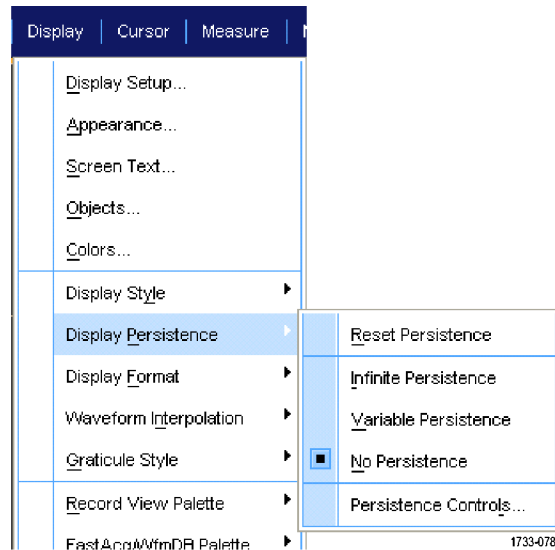 Display Cursor Measure
Display Setup...
Appearance...
Screen Text...
Objects...
Colors...
Display Style
Display Persistence
Reset Persistence
Display Format
Infinite Persistence
Waveform Interpolation
Variable Persistence
Graticule Style
No Persistence
Record View Palette
Persistence Controls...
FastAcq/WfmDB Palette
1733-078